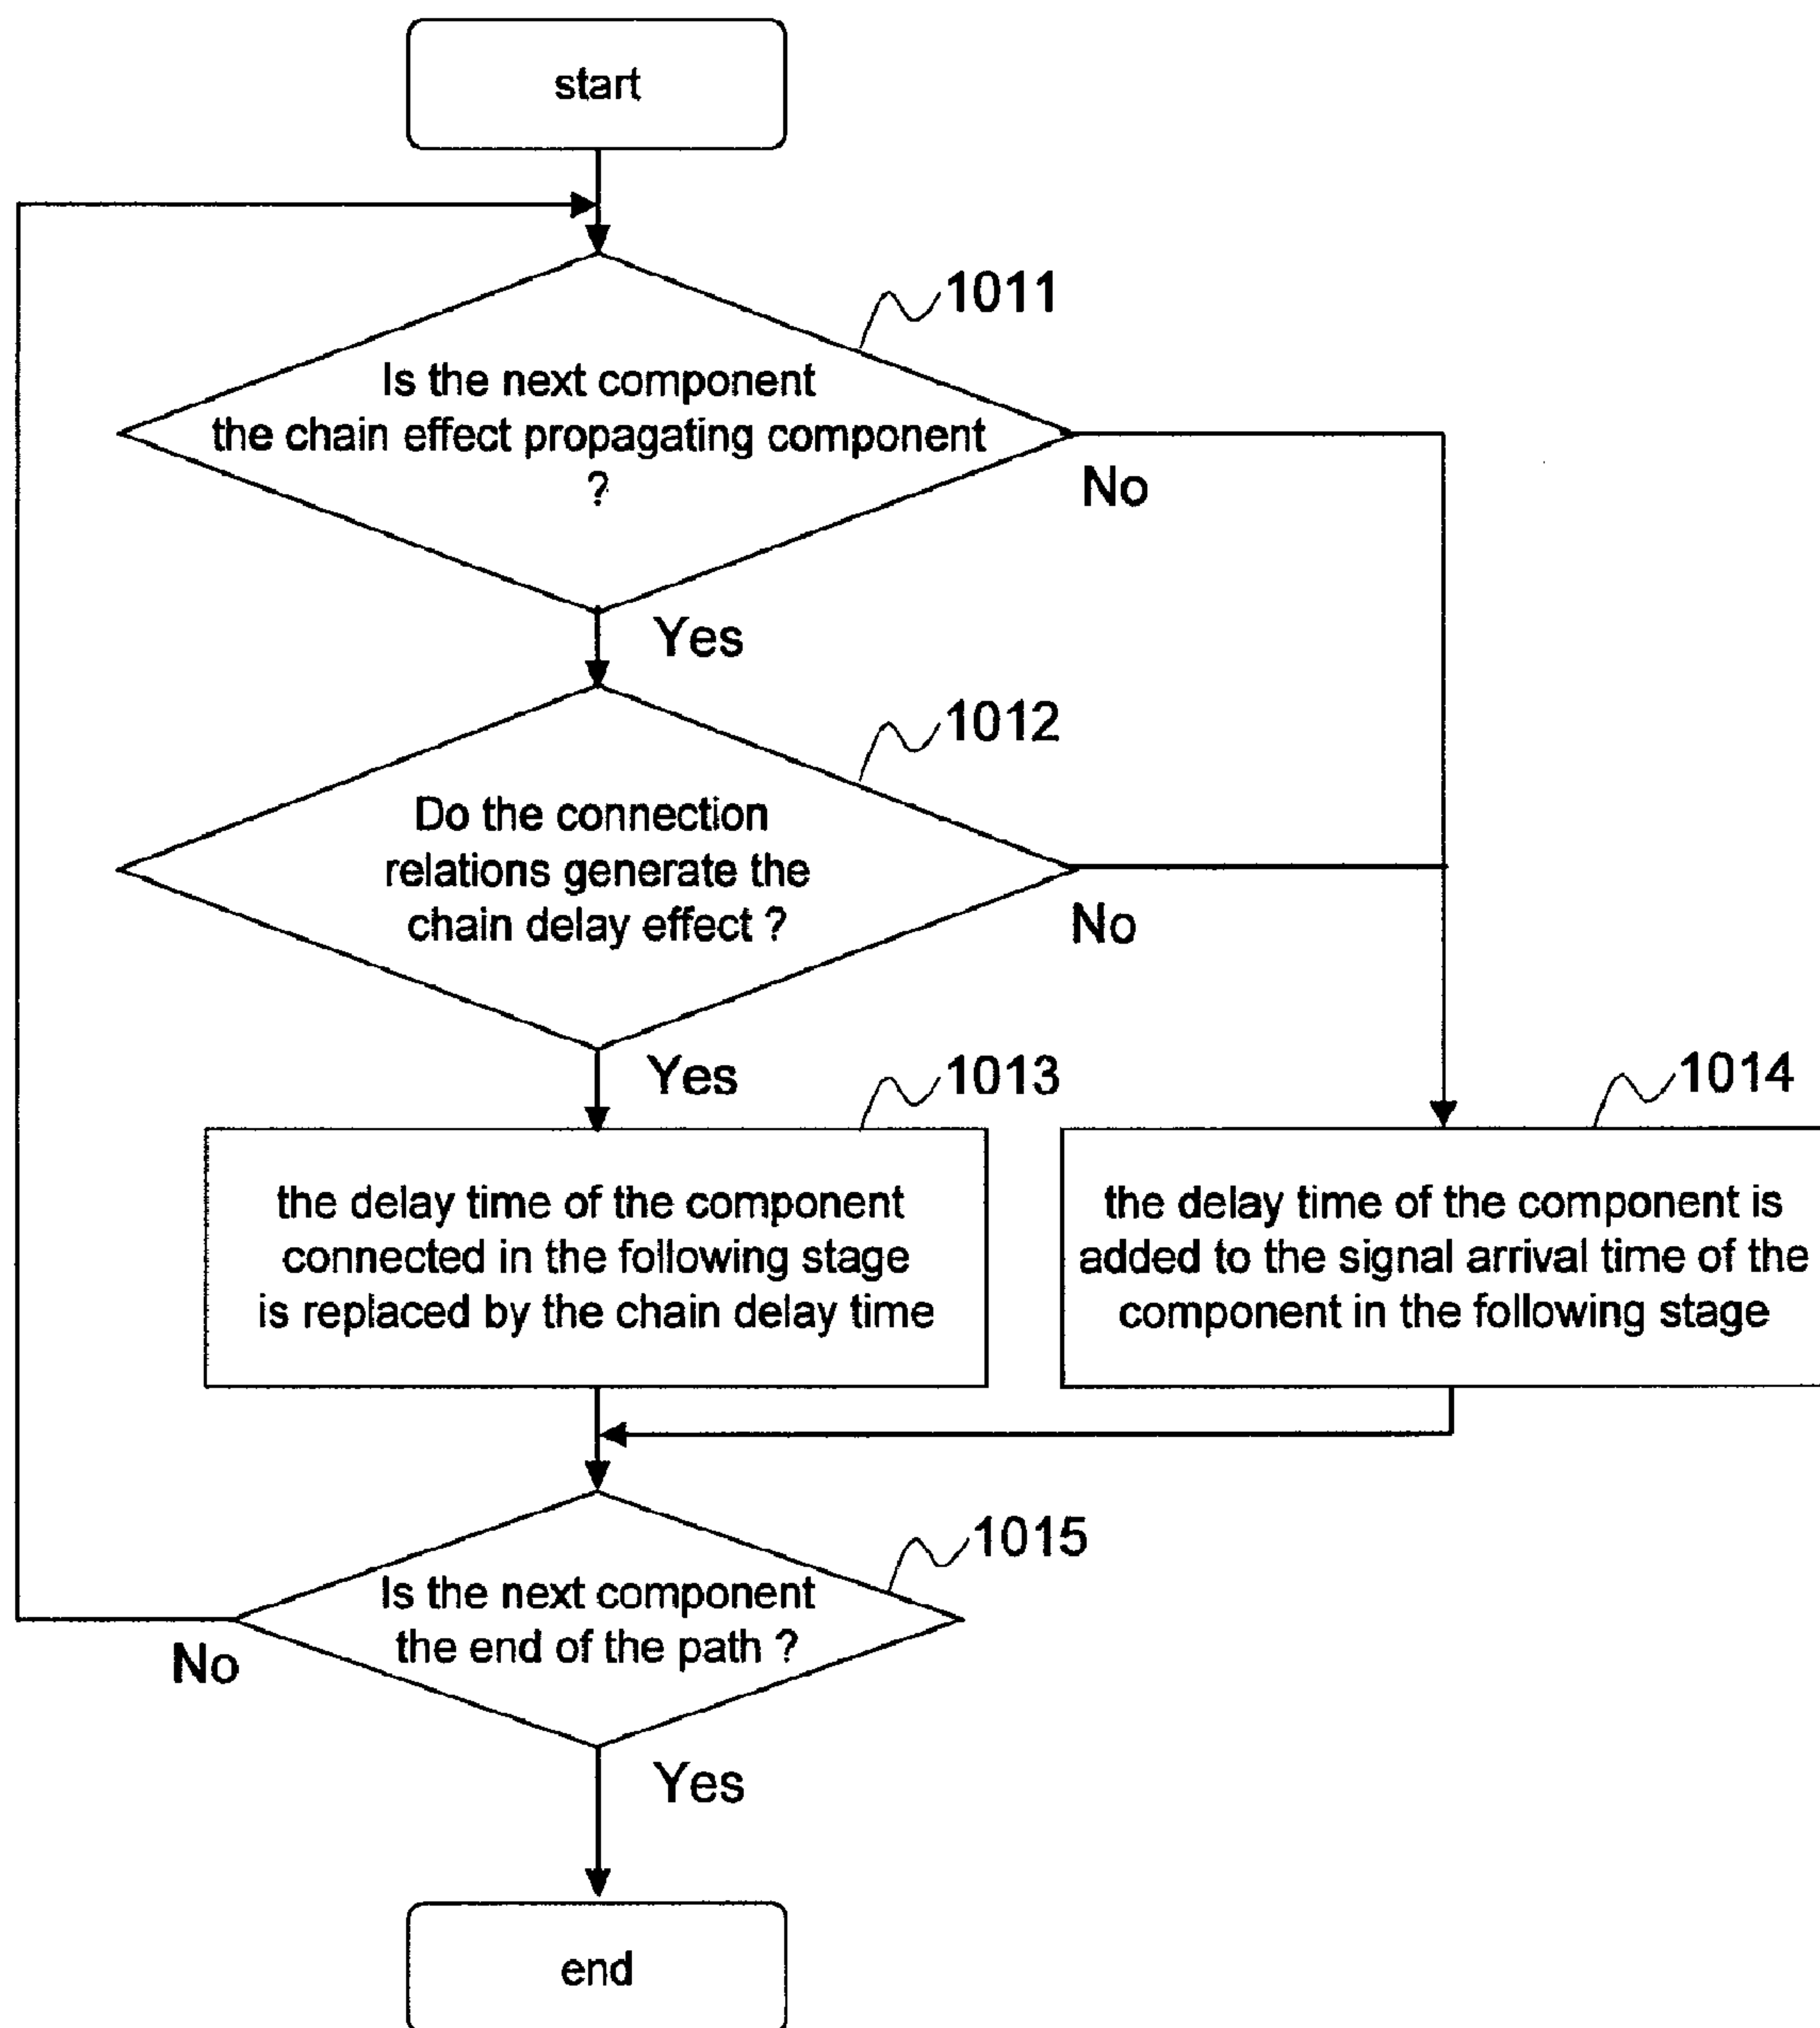 start
1011
Is the next component
the chain effect propagating component
?
No
Yes
1012
Do the connection
relations generate the
chain delay effect ?
No
Yes
1013
1014
the delay time of the component
connected in the following stage
is replaced by the chain delay time
the delay time of the component is
added to the signal arrival time of the
component in the following stage
1015
Is the next component
the end of the path ?
No
Yes
end